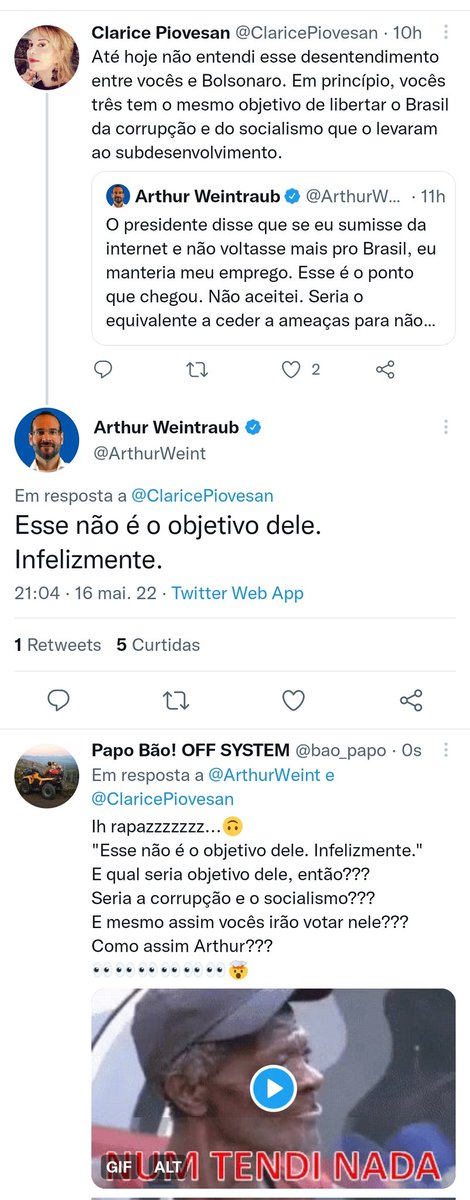 Clarice Piovesan @ClaricePiovesan · 10h
Até hoje não entendi esse desentendimento
entre vocês e Bolsonaro. Em princípio, vocês
três tem o mesmo objetivo de libertar o Brasil
da corrupção e do socialismo que o levaram
ao subdesenvolvimento.
Arthur Weintraub @ArthurW... · 11h
O presidente disse que se eu sumisse da
internet e não voltasse mais pro Brasil, eu
manteria meu emprego. Esse é o ponto
que chegou. Não aceitei. Seria o
equivalente a ceder a ameaças para não...
2
Arthur Weintraub
@ArthurWeint
Em resposta a @ClaricePiovesan
Esse não é o objetivo dele.
Infelizmente.
21:04 · 16 mai. 22 · Twitter Web App
1 Retweets 5 Curtidas
Papo Bão! OFF SYSTEM @bao_papo · 0s
Em resposta a @ArthurWeint e
@ClaricePiovesan
Ih rapazzzzzzz...🙃
"Esse não é o objetivo dele. Infelizmente."
E qual seria objetivo dele, então???
Seria a corrupção e o socialismo???
E mesmo assim vocês irão votar nele???
Como assim Arthur???
👀👀👀👀👀👀🤯
NUM TENDI NADA
GIF ALT